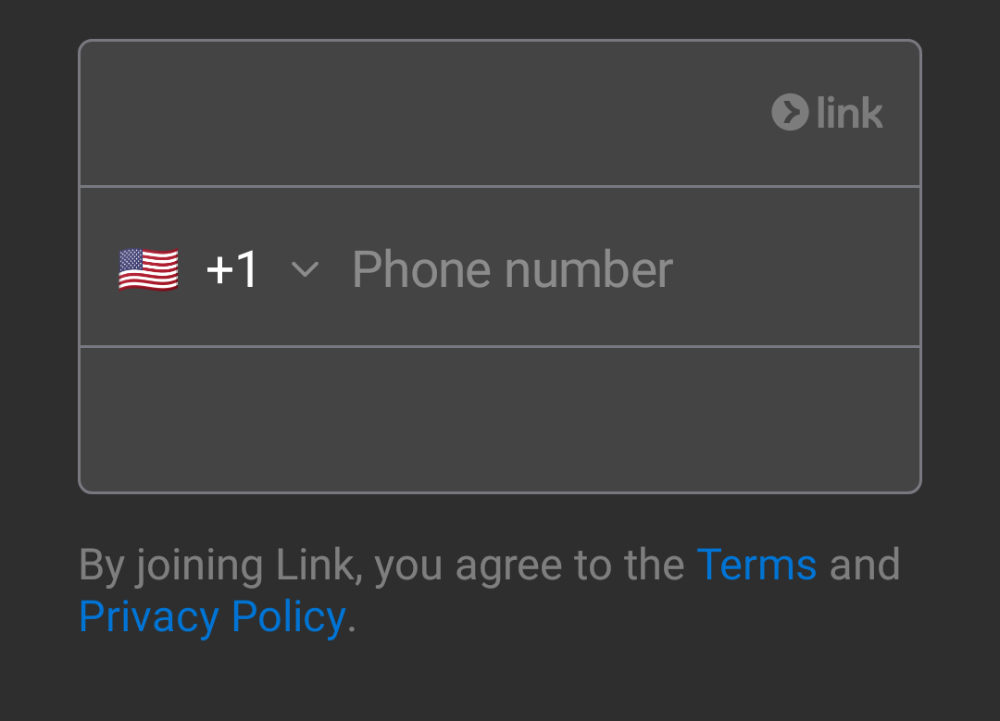 link
+1 Phone number
By joining Link, you agree to the Terms and
Privacy Policy.